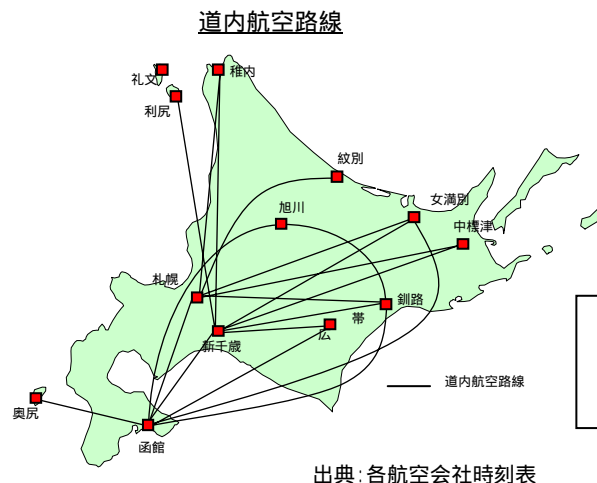 道内航空路線
礼文
稚内
利尻
紋別
旭川
女満別
中標津
札幌
釧路
帯
広
新千歳
道内航空路線
奥尻
函館
出典：各航空会社時刻表